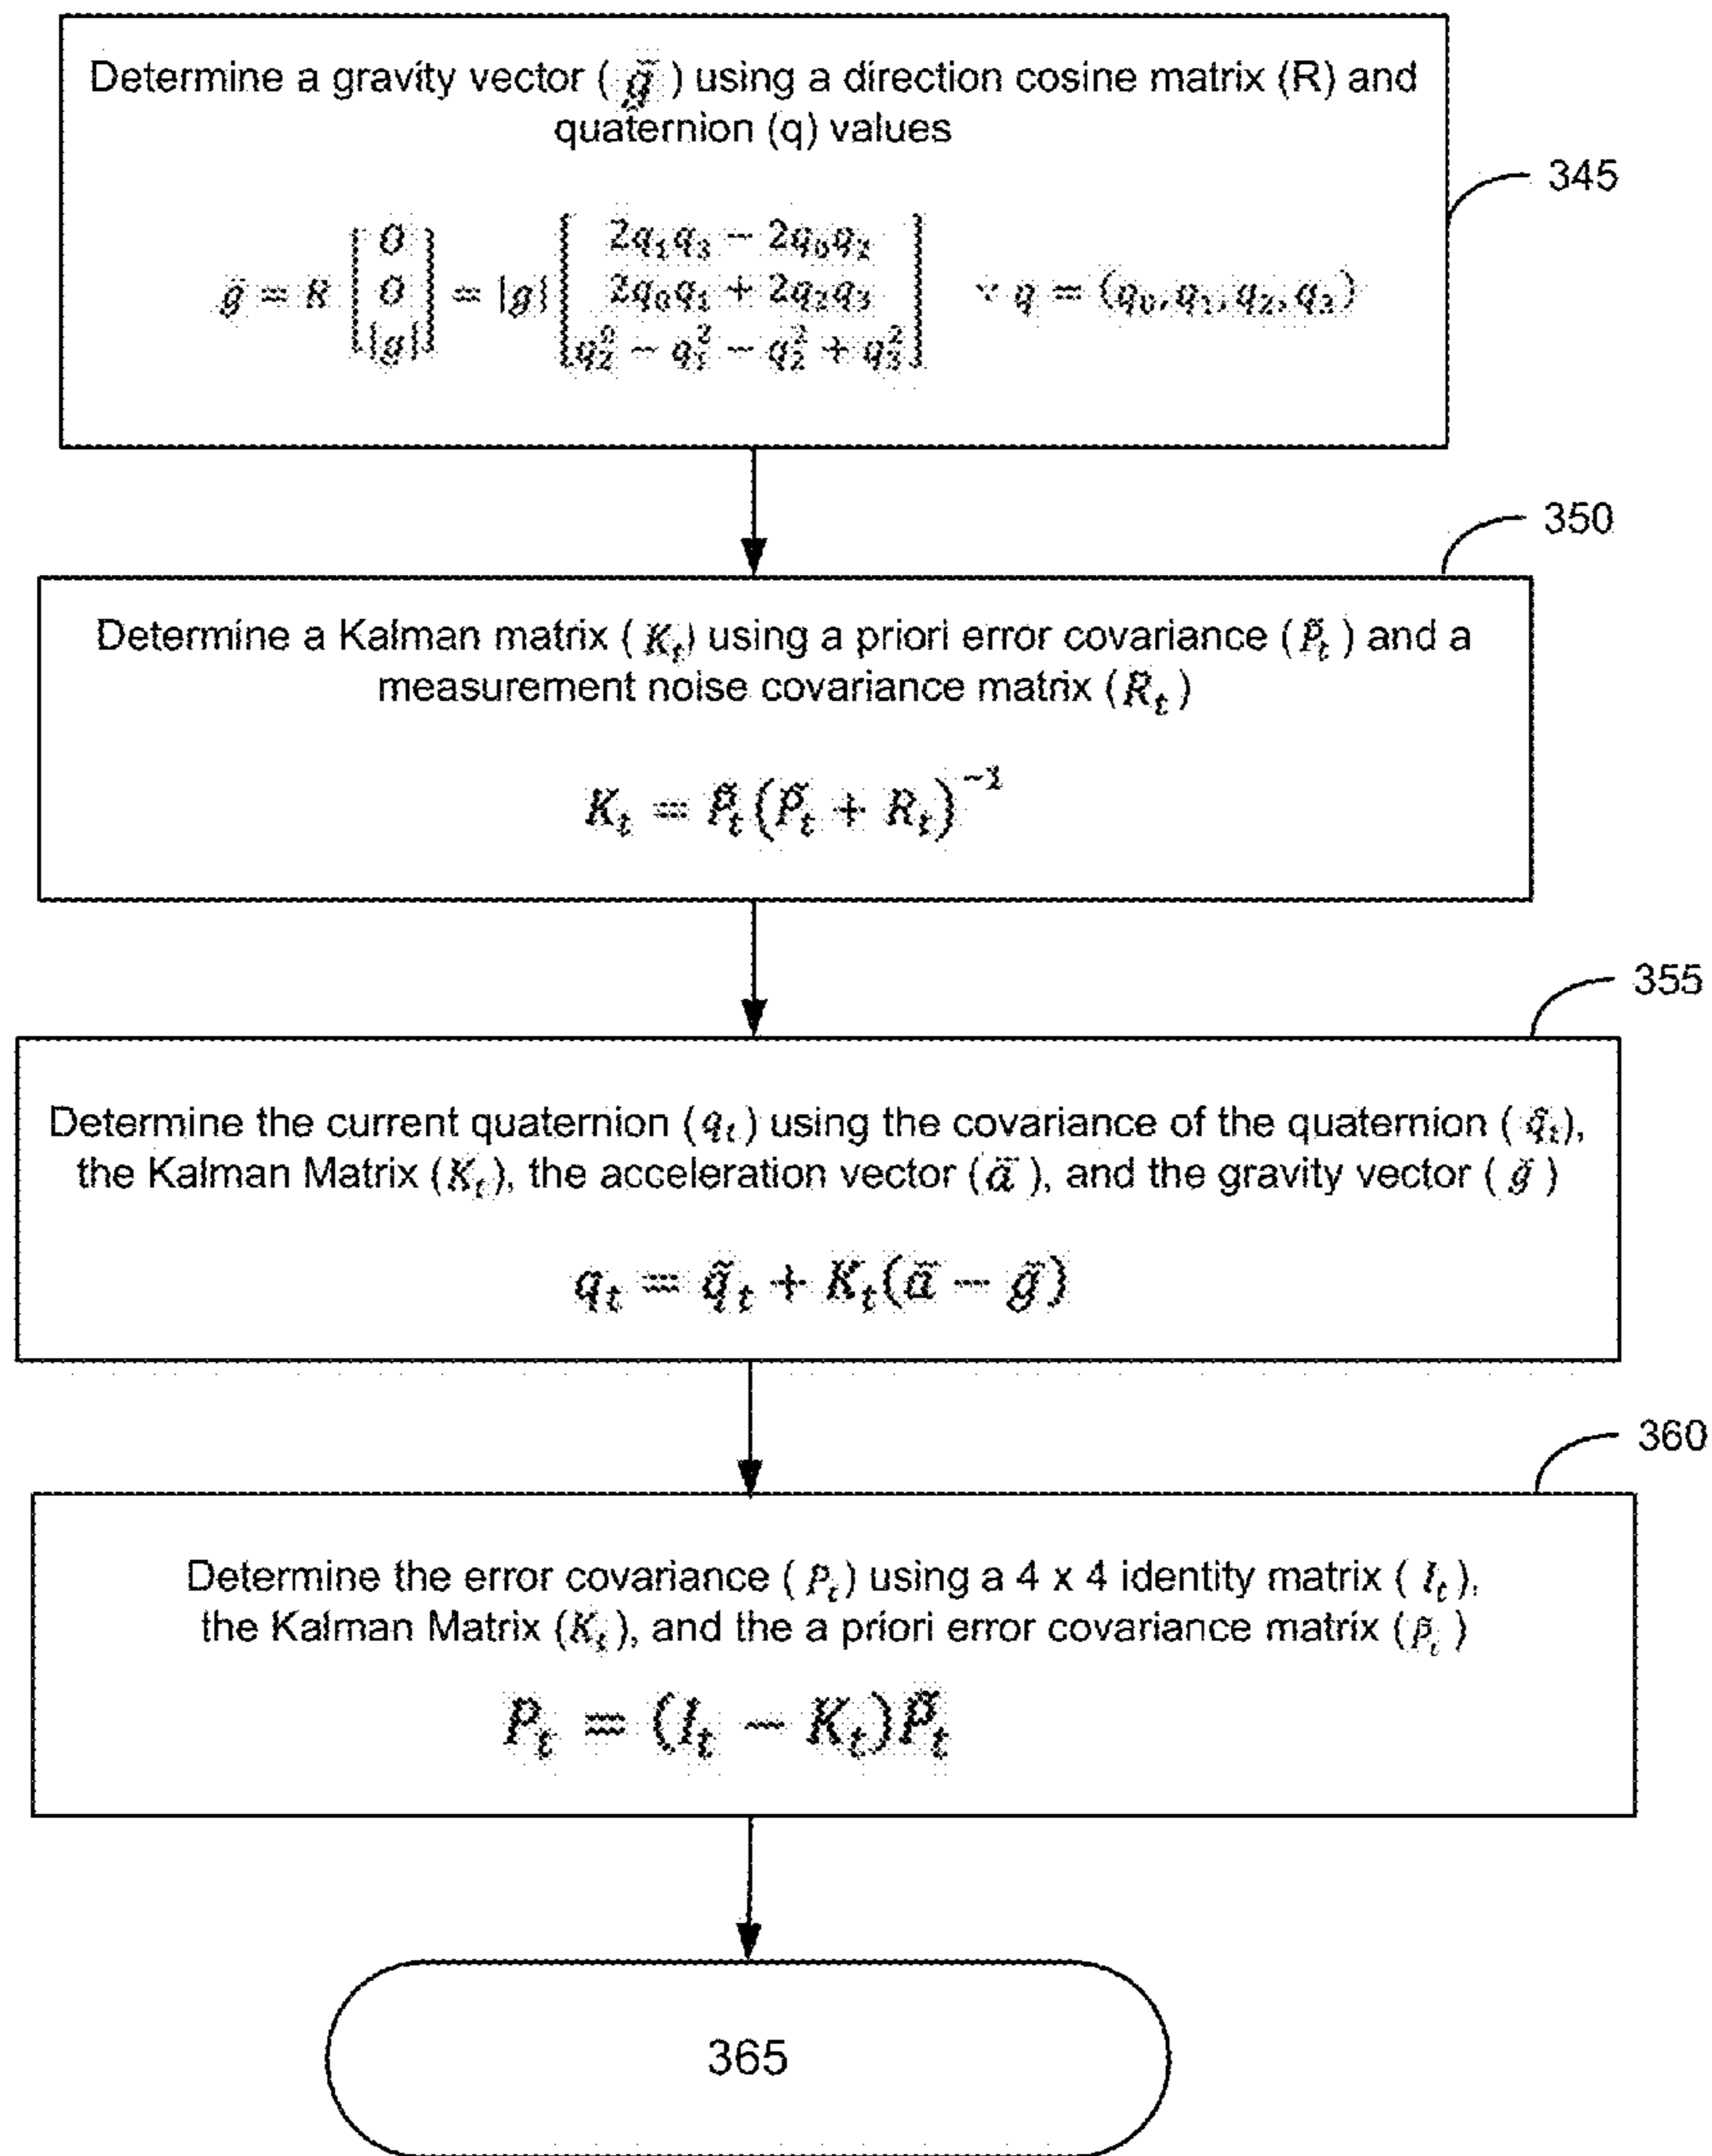 Determine a gravity vector ( g̃ ) using a direction cosine matrix (R) and
quaternion (q) values
345
g̃ = R [ 0 0 |g| ] = |g| [ 2q₁q₃ − 2q₀q₂ 2q₀q₁ + 2q₂q₃ q₂⁰ − q₁² − q₂² + q₃² ] ∵ q = (q₀, q₁, q₂, q₃)
350
Determine a Kalman matrix ( Kₜ) using a priori error covariance ( P̃ₜ ) and a
measurement noise covariance matrix (Rₜ )
Kₜ = P̃ₜ(P̃ₜ + Rₜ)⁻¹
355
Determine the current quaternion (qₜ) using the covariance of the quaternion ( q̃ₜ),
the Kalman Matrix (Kₜ), the acceleration vector (ã ), and the gravity vector ( g̃ )
qₜ = q̃ₜ + Kₜ(ã − g̃)
360
Determine the error covariance ( Pₜ) using a 4 x 4 identity matrix ( Iₜ),
the Kalman Matrix (Kₜ), and the a priori error covariance matrix (P̃ₜ )
Pₜ = (Iₜ − Kₜ)P̃ₜ
365